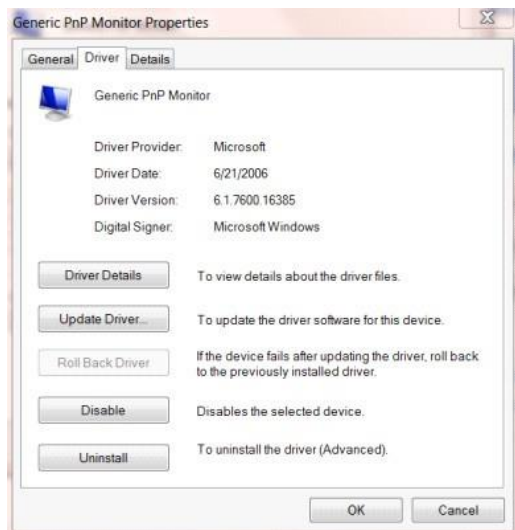 Generic PnP Monitor Properties
General Driver Details
Generic PnP Monitor
Driver Provider: Microsoft
Driver Date: 6/21/2006
Driver Version: 6.1.7600.16385
Digital Signer: Microsoft Windows
Driver Details To view details about the driver files.
Update Driver... To update the driver software for this device.
Roll Back Driver If the device fails after updating the driver, roll back
to the previously installed driver.
Disable Disables the selected device.
Uninstall To uninstall the driver (Advanced).
OK Cancel